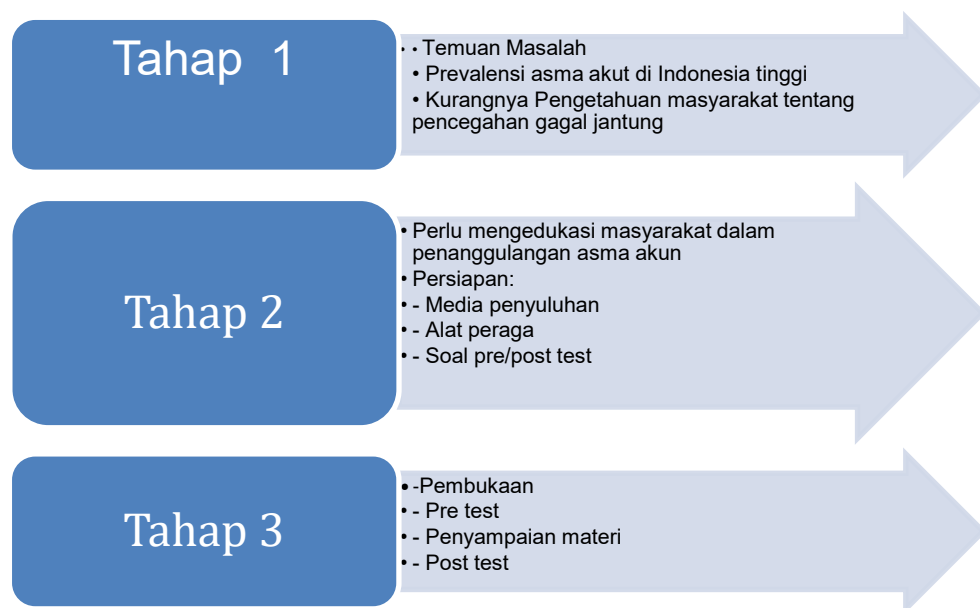 Tahap 1
• • Temuan Masalah
• Prevalensi asma akut di Indonesia tinggi
• Kurangnya Pengetahuan masyarakat tentang
pencegahan gagal jantung
Tahap 2
• Perlu mengedukasi masyarakat dalam
penanggulangan asma akun
• Persiapan:
• - Media penyuluhan
• - Alat peraga
• - Soal pre/post test
Tahap 3
• -Pembukaan
• - Pre test
• - Penyampaian materi
• - Post test